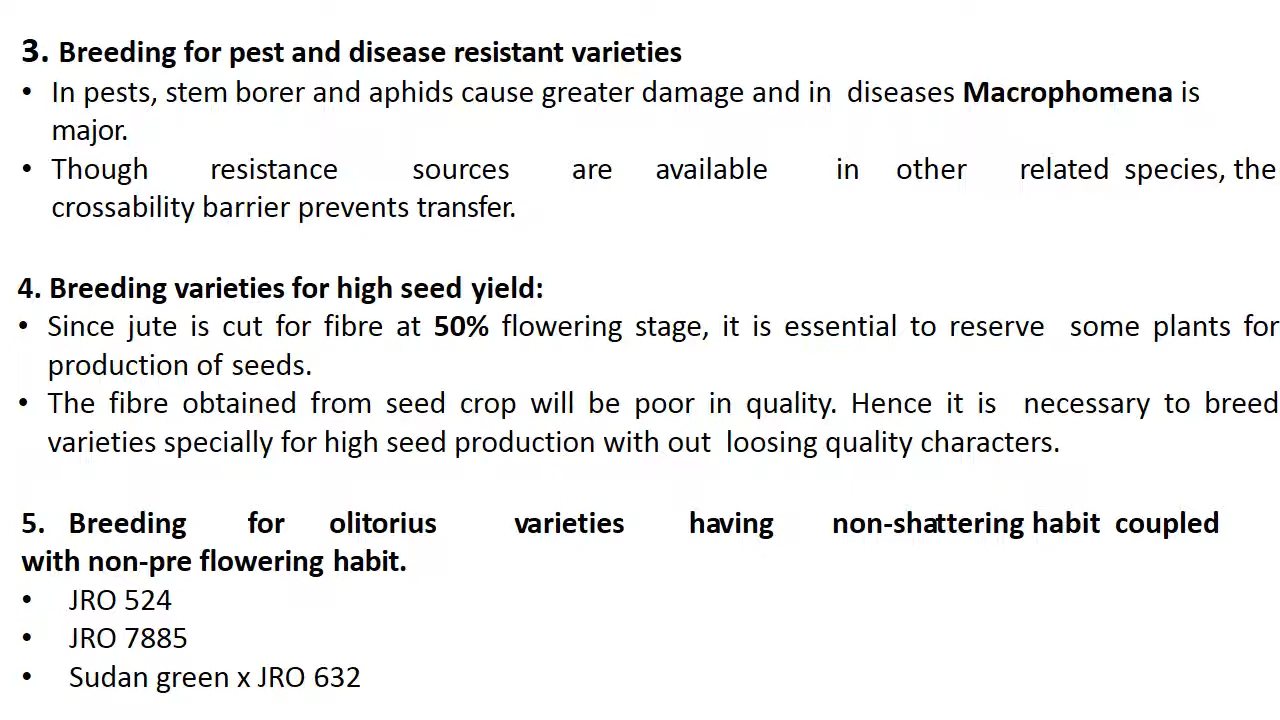 3. Breeding for pest and disease resistant varieties
• In pests, stem borer and aphids cause greater damage and in diseases Macrophomena is
major.
• Though resistance sources are available in other related species, the
crossability barrier prevents transfer.
4. Breeding varieties for high seed yield:
• Since jute is cut for fibre at 50% flowering stage, it is essential to reserve some plants for
production of seeds.
• The fibre obtained from seed crop will be poor in quality. Hence it is necessary to breed
varieties specially for high seed production with out loosing quality characters.
5. Breeding for olitorius varieties having non-shattering habit coupled
with non-pre flowering habit.
• JRO 524
• JRO 7885
• Sudan green x JRO 632